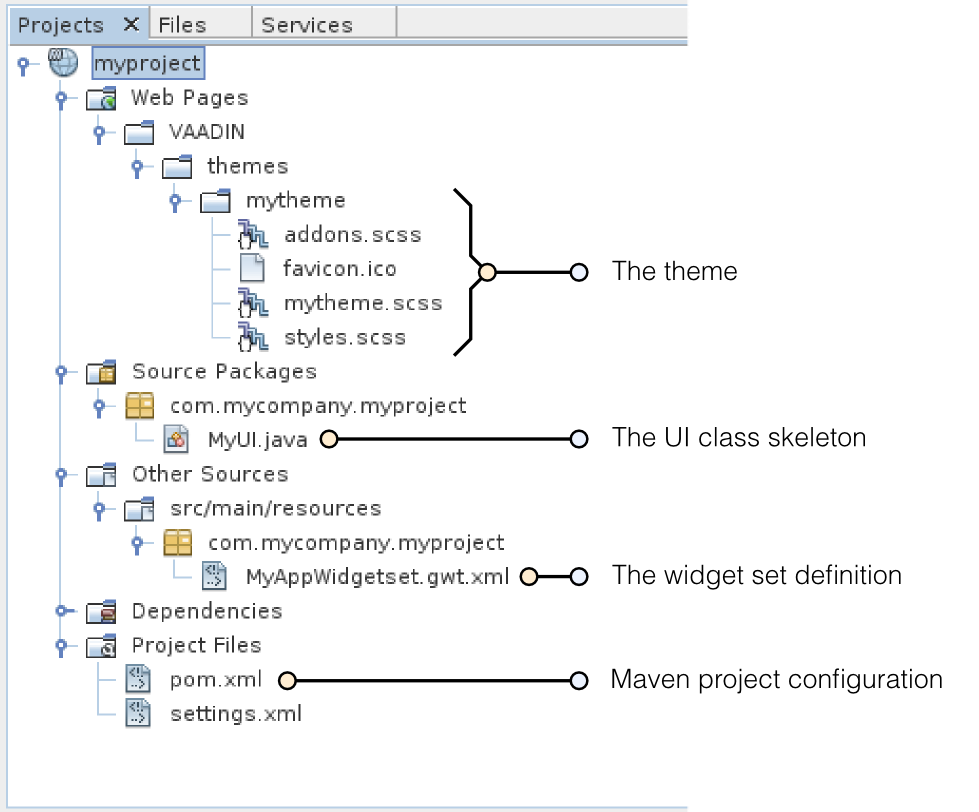 Projects Files Services
myproject
Web Pages
VAADIN
themes
mytheme
addons.scss
favicon.ico
The theme
mytheme.scss
styles.scss
Source Packages
com.mycompany.myproject
MyUI.java The UI class skeleton
Other Sources
src/main/resources
com.mycompany.myproject
MyAppWidgetset.gwt.xml The widget set definition
Dependencies
Project Files
pom.xml Maven project configuration
settings.xml